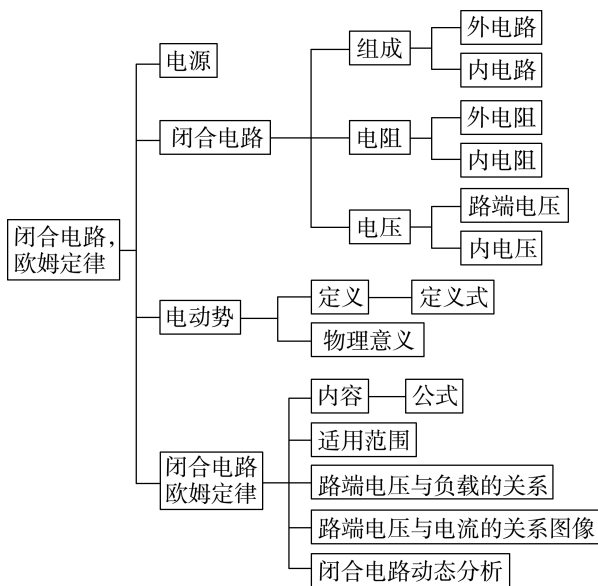 闭合电路,
欧姆定律
电源
闭合电路
组成
外电路
内电路
电阻
外电阻
内电阻
电压
路端电压
内电压
电动势
定义
定义式
物理意义
闭合电路
欧姆定律
内容
公式
适用范围
路端电压与负载的关系
路端电压与电流的关系图像
闭合电路动态分析